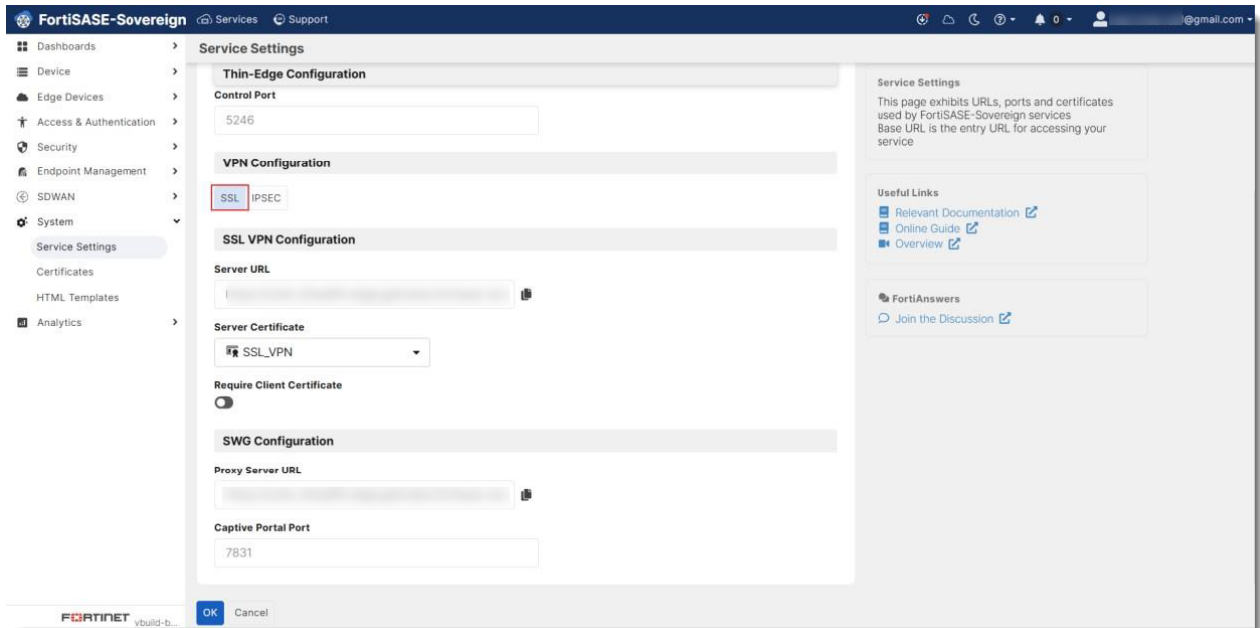 FortiSASE-Sovereign Services Support 0 @gmail.com
Dashboards
Device
Edge Devices
Access & Authentication
Security
Endpoint Management
SDWAN
System
Service Settings
Certificates
HTML Templates
Analytics
FORTINET vbuild-b...
Service Settings
Thin-Edge Configuration
Control Port
5246
VPN Configuration
SSL IPSEC
SSL VPN Configuration
Server URL
Server Certificate
SSL_VPN
Require Client Certificate
SWG Configuration
Proxy Server URL
Captive Portal Port
7831
OK Cancel
Service Settings
This page exhibits URLs, ports and certificates
used by FortiSASE-Sovereign services
Base URL is the entry URL for accessing your
service
Useful Links
Relevant Documentation
Online Guide
Overview
FortiAnswers
Join the Discussion